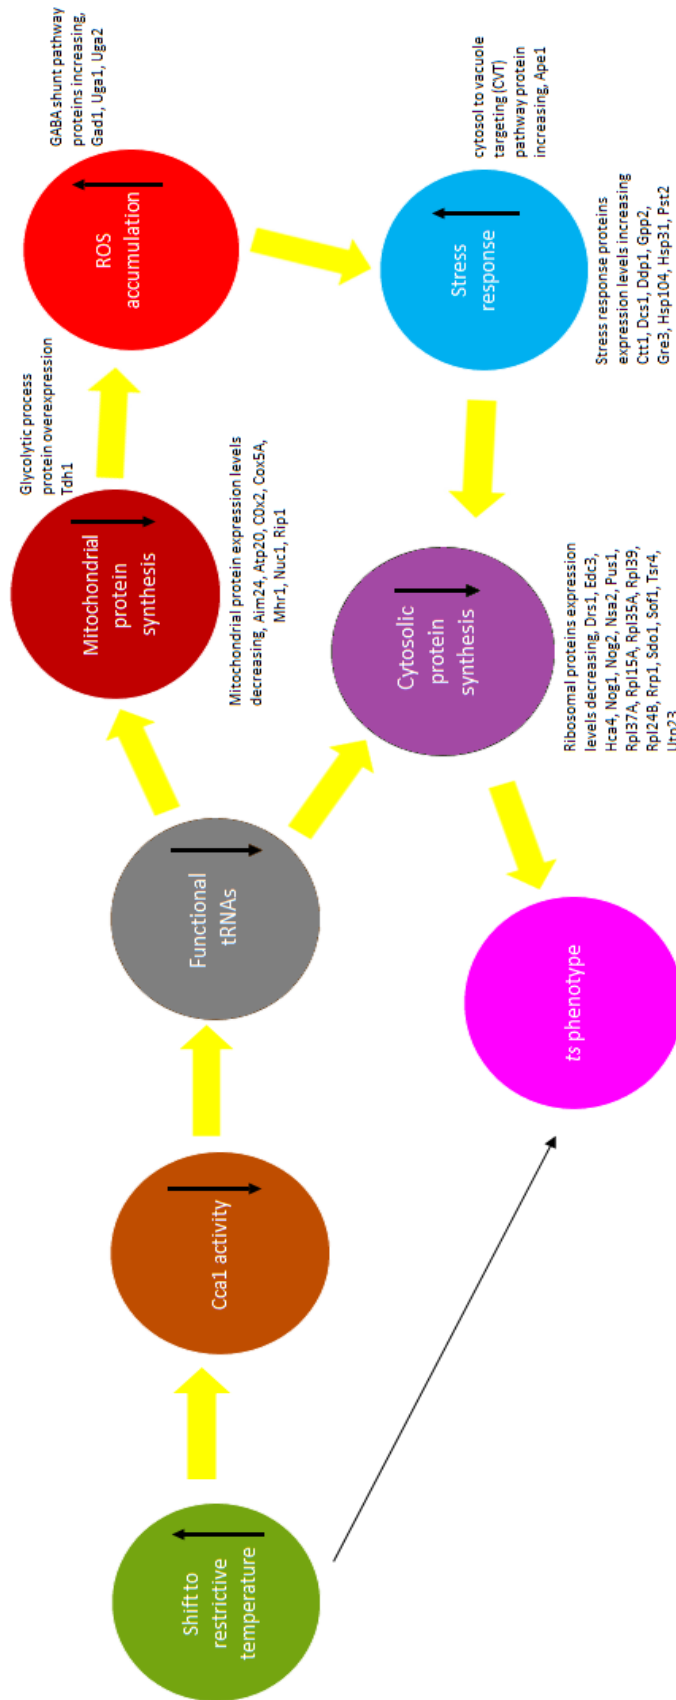 Shift to
restrictive
temperature
Cca1 activity
Functional
tRNAs
Mitochondrial
protein
synthesis
Glycolytic process
protein overexpression
Tdh1
Mitochondrial protein expression levels
decreasing, Aim24, Atp20, C0x2, Cox5A,
Mhr1, Nuc1, Rip1
ROS
accumulation
GABA shunt pathway
proteins increasing,
Gad1, Uga1, Uga2
Stress
response
cytosol to vacuole
targeting (CVT)
pathway protein
increasing, Ape1
Stress response proteins
expression levels increasing
Ctt1, Dcs1, Ddp1, Gpp2,
Gre3, Hsp104, Hsp31, Pst2
Cytosolic
protein
synthesis
Ribosomal proteins expression
levels decreasing, Drs1, Edc3,
Hca4, Nog1, Nog2, Nsa2, Pus1,
Rpl37A, Rpl15A, Rpl35A, Rpl39,
Rpl24B, Rrp1, Sdo1, Sof1, Tsr4,
Utp23
ts phenotype